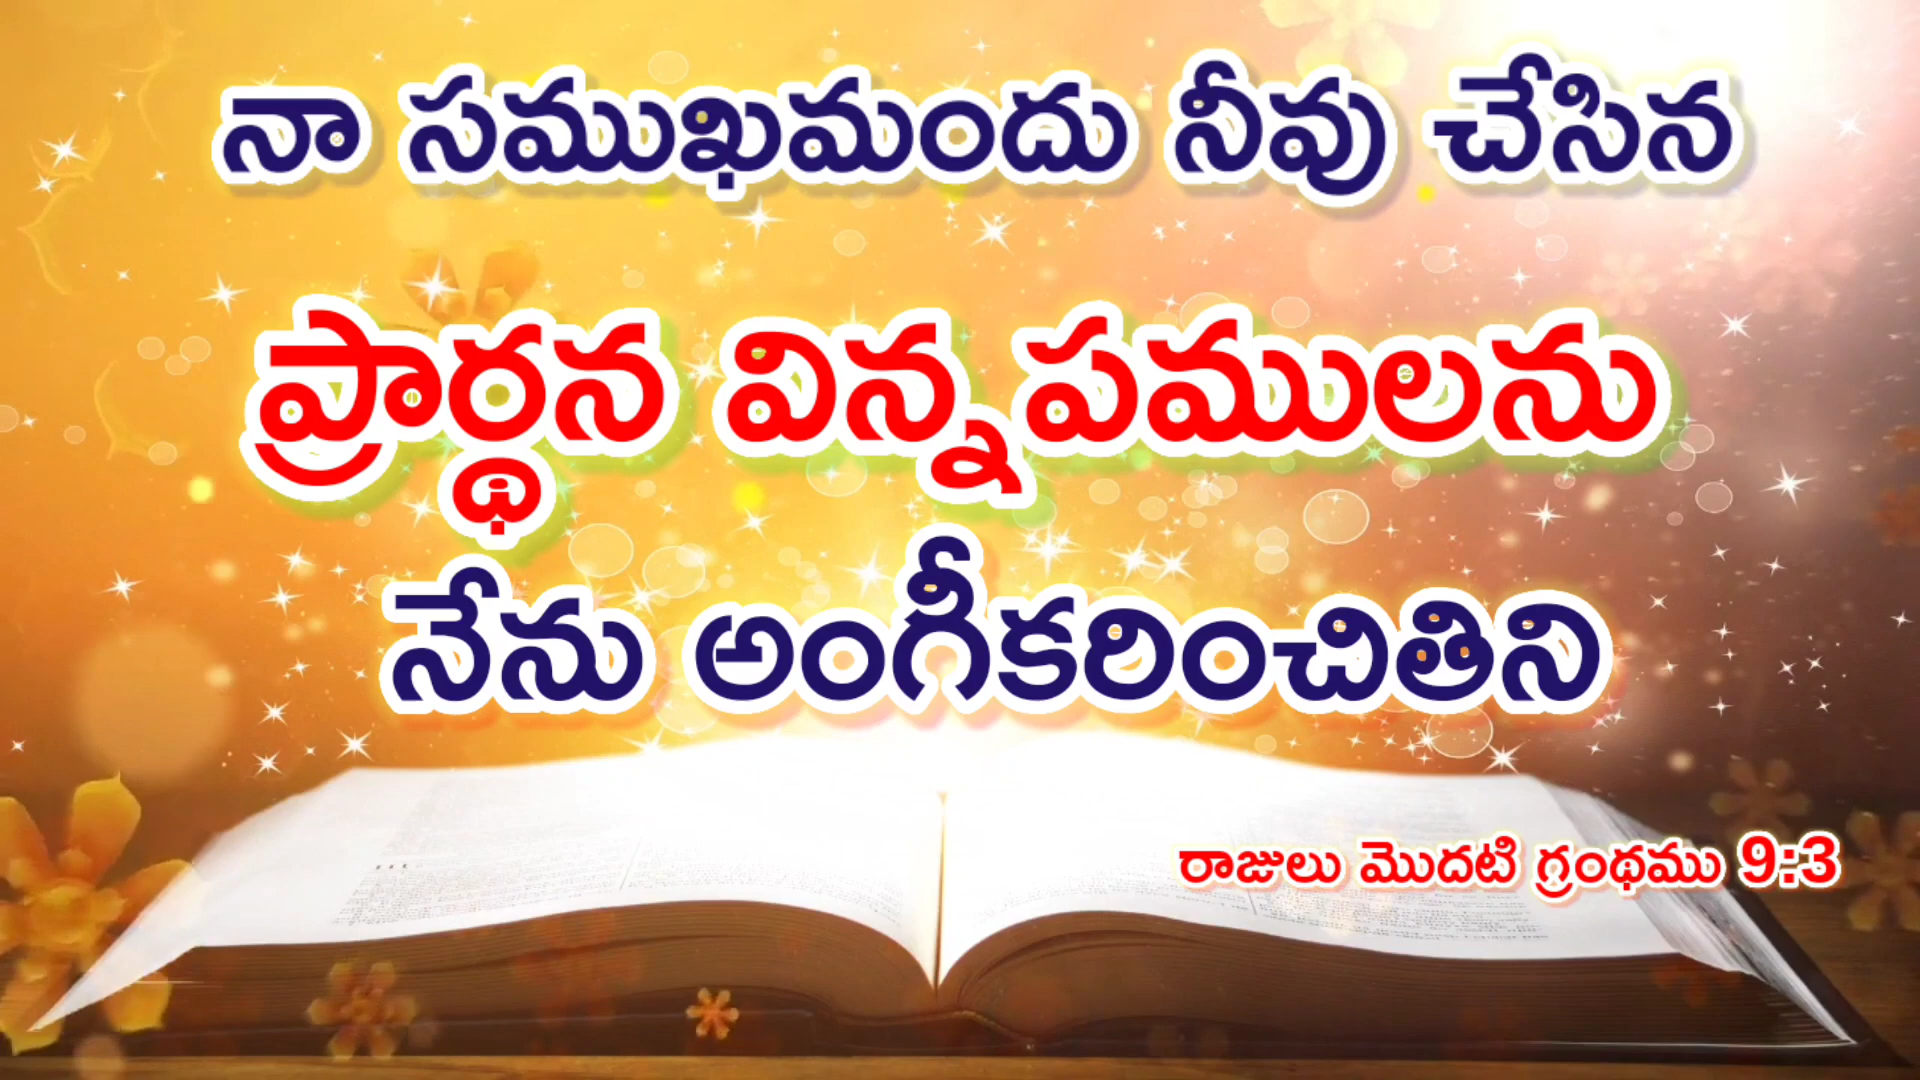 నా సముఖమందు నీవు చేసిన
ప్రార్థన విన్నపములను
నేను అంగీకరించితిని
రాజులు మొదటి గ్రంథము 9:3